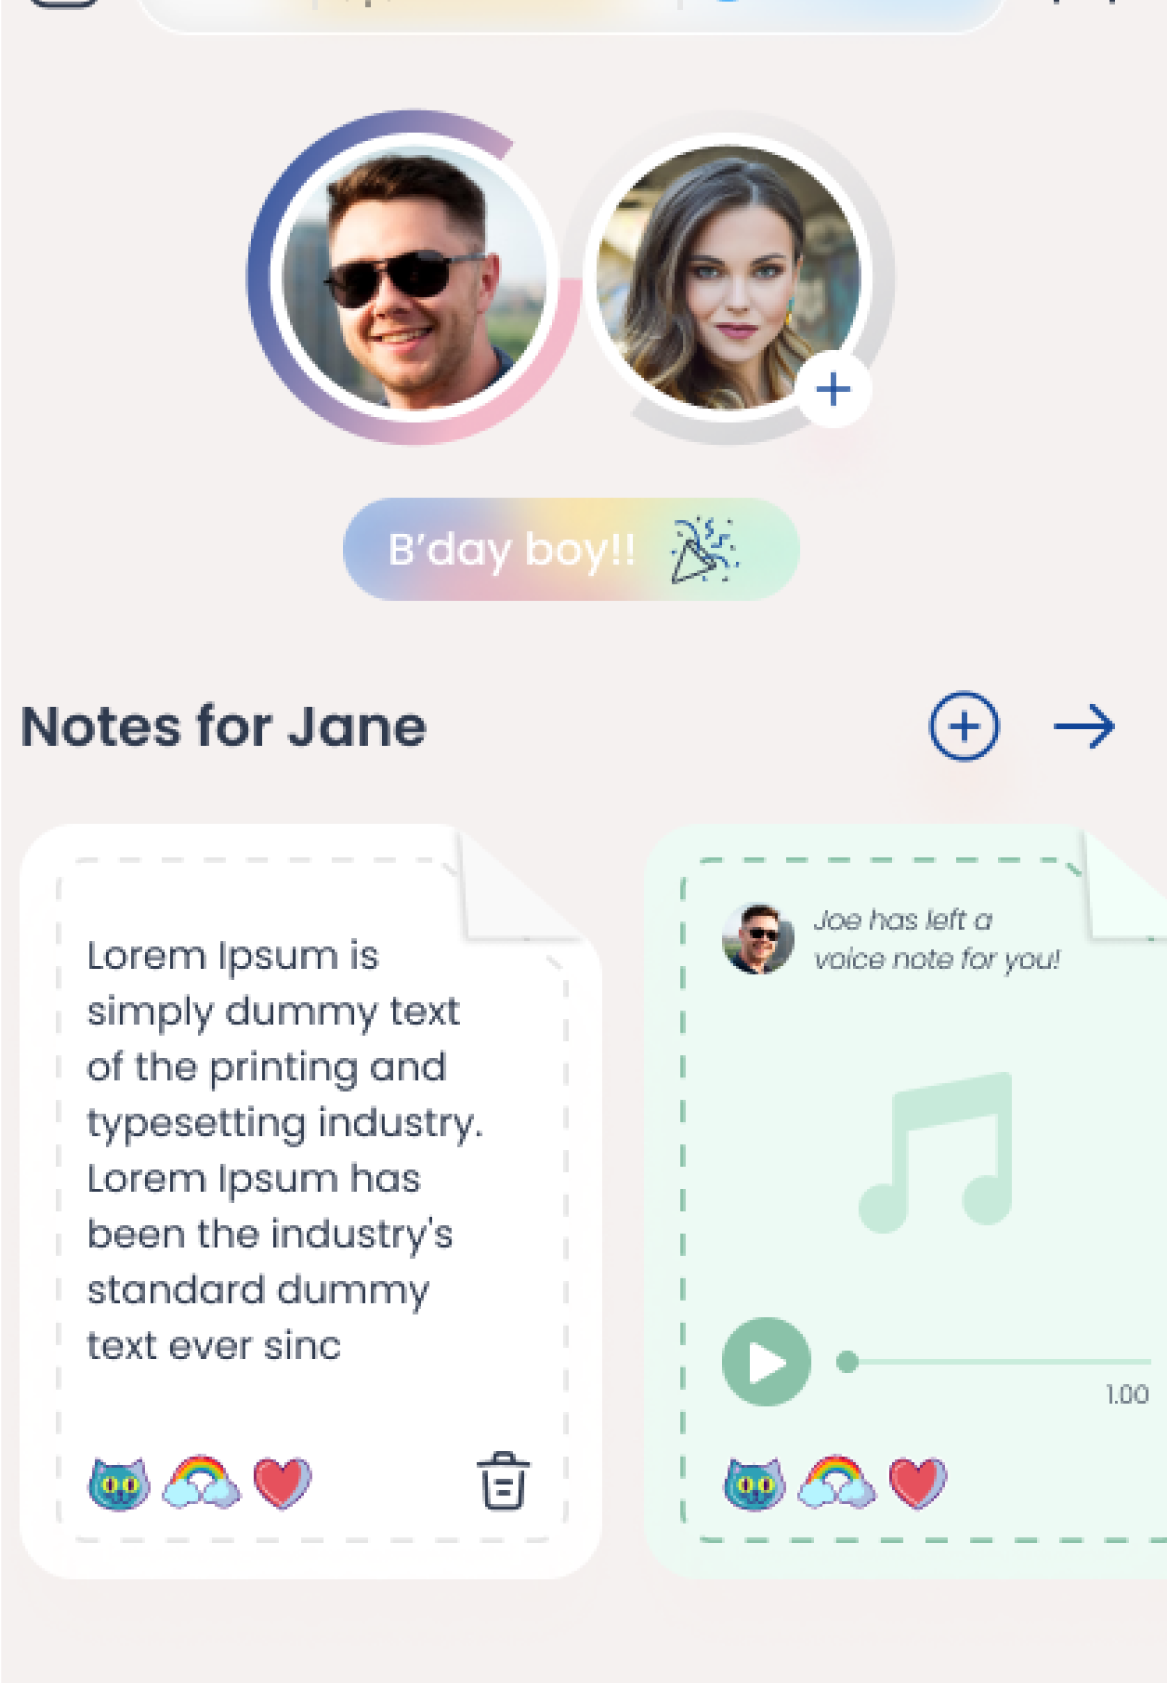 B'day boy!!
Notes for Jane
Lorem Ipsum is
simply dummy text
of the printing and
typesetting industry.
Lorem Ipsum has
been the industry's
standard dummy
text ever sinc
Joe has left a
voice note for you!
1.00